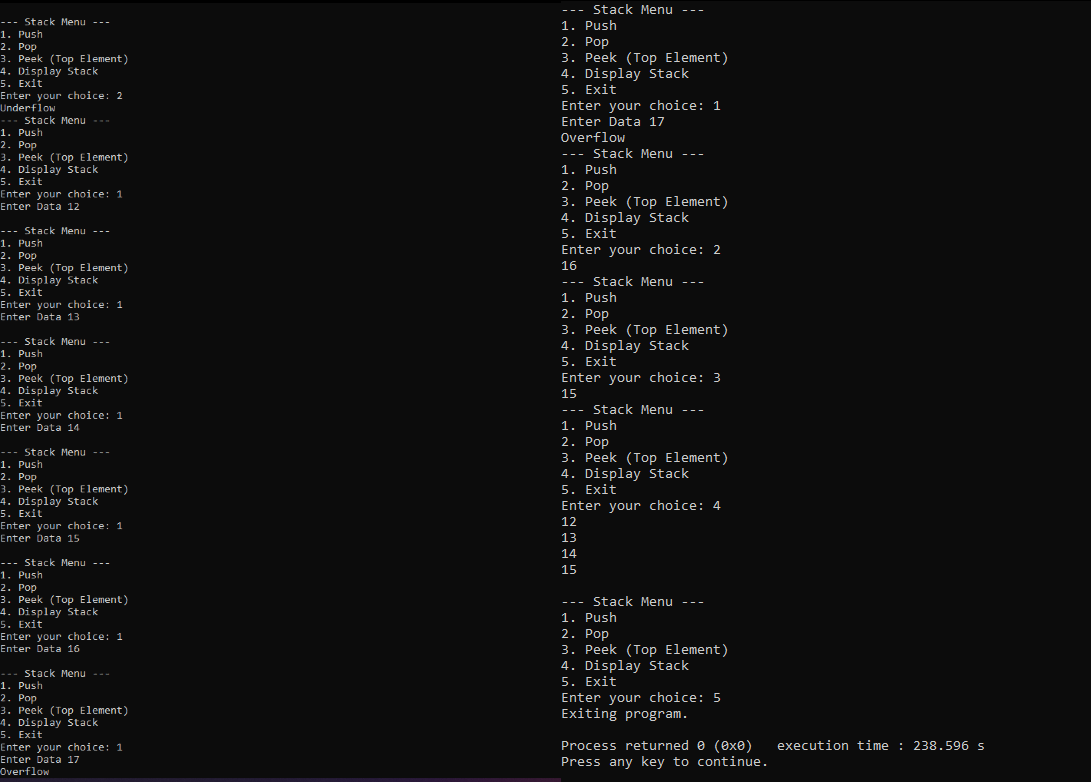 --- Stack Menu ---
1. Push
2. Pop
3. Peek (Top Element)
4. Display Stack
5. Exit
Enter your choice: 2
Underflow
--- Stack Menu ---
1. Push
2. Pop
3. Peek (Top Element)
4. Display Stack
5. Exit
Enter your choice: 1
Enter Data 12
--- Stack Menu ---
1. Push
2. Pop
3. Peek (Top Element)
4. Display Stack
5. Exit
Enter your choice: 1
Enter Data 13
--- Stack Menu ---
1. Push
2. Pop
3. Peek (Top Element)
4. Display Stack
5. Exit
Enter your choice: 1
Enter Data 14
--- Stack Menu ---
1. Push
2. Pop
3. Peek (Top Element)
4. Display Stack
5. Exit
Enter your choice: 1
Enter Data 15
--- Stack Menu ---
1. Push
2. Pop
3. Peek (Top Element)
4. Display Stack
5. Exit
Enter your choice: 1
Enter Data 16
--- Stack Menu ---
1. Push
2. Pop
3. Peek (Top Element)
4. Display Stack
5. Exit
Enter your choice: 1
Enter Data 17
Overflow
--- Stack Menu ---
1. Push
2. Pop
3. Peek (Top Element)
4. Display Stack
5. Exit
Enter your choice: 1
Enter Data 17
Overflow
--- Stack Menu ---
1. Push
2. Pop
3. Peek (Top Element)
4. Display Stack
5. Exit
Enter your choice: 2
16
--- Stack Menu ---
1. Push
2. Pop
3. Peek (Top Element)
4. Display Stack
5. Exit
Enter your choice: 3
15
--- Stack Menu ---
1. Push
2. Pop
3. Peek (Top Element)
4. Display Stack
5. Exit
Enter your choice: 4
12
13
14
15
--- Stack Menu ---
1. Push
2. Pop
3. Peek (Top Element)
4. Display Stack
5. Exit
Enter your choice: 5
Exiting program.
Process returned 0 (0x0)   execution time : 238.596 s
Press any key to continue.